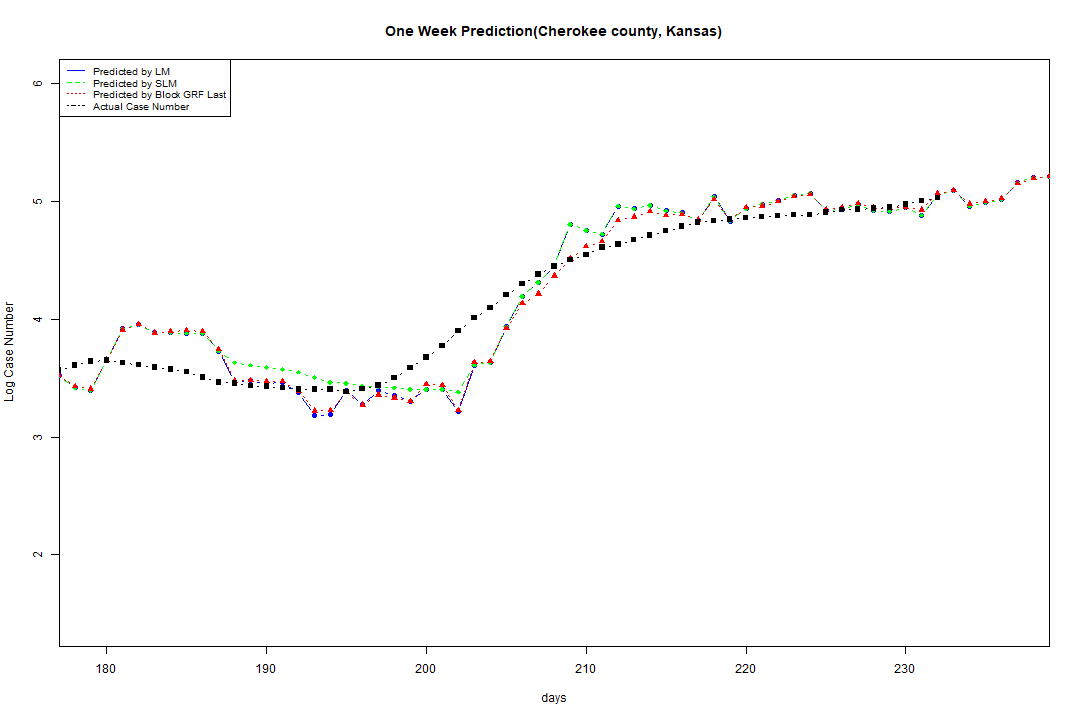 One Week Prediction(Cherokee county, Kansas)
Predicted by LM
Predicted by SLM
Predicted by Block GRF Last
Actual Case Number
6
5
4
3
2
Log Case Number
180 190 200 210 220 230
days